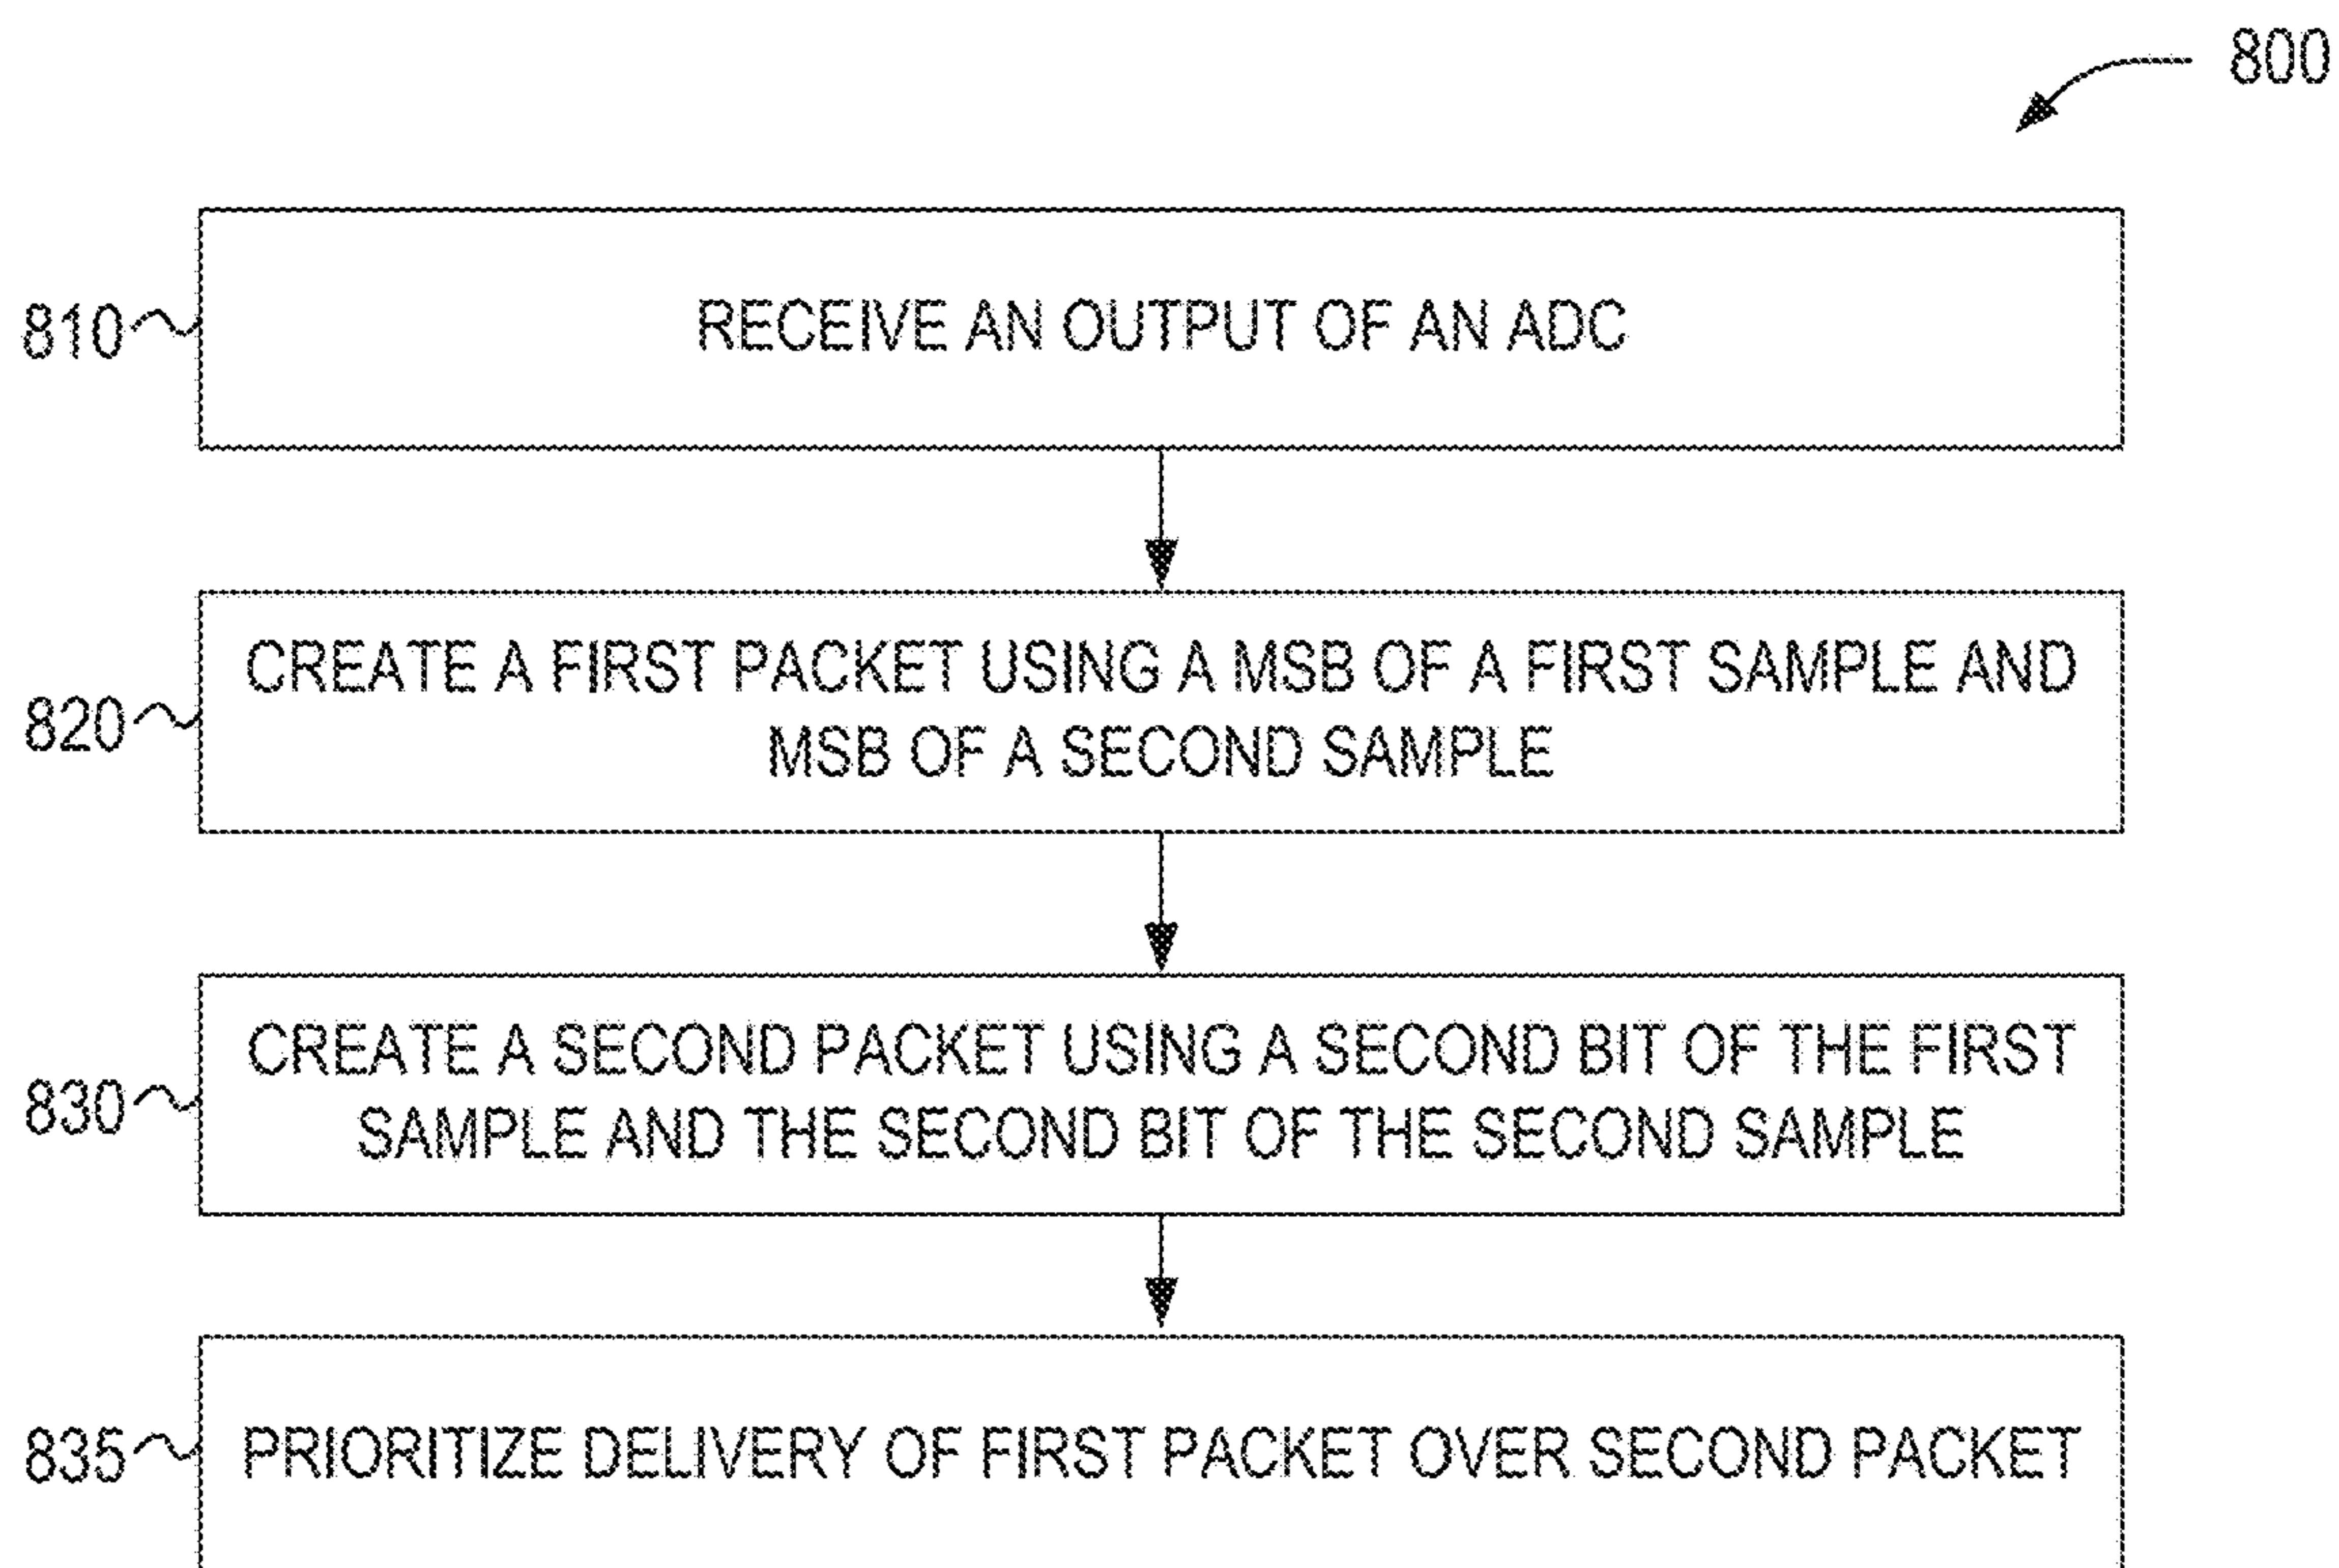 800
810
RECEIVE AN OUTPUT OF AN ADC
820
CREATE A FIRST PACKET USING A MSB OF A FIRST SAMPLE AND
MSB OF A SECOND SAMPLE
830
CREATE A SECOND PACKET USING A SECOND BIT OF THE FIRST
SAMPLE AND THE SECOND BIT OF THE SECOND SAMPLE
835
PRIORITIZE DELIVERY OF FIRST PACKET OVER SECOND PACKET